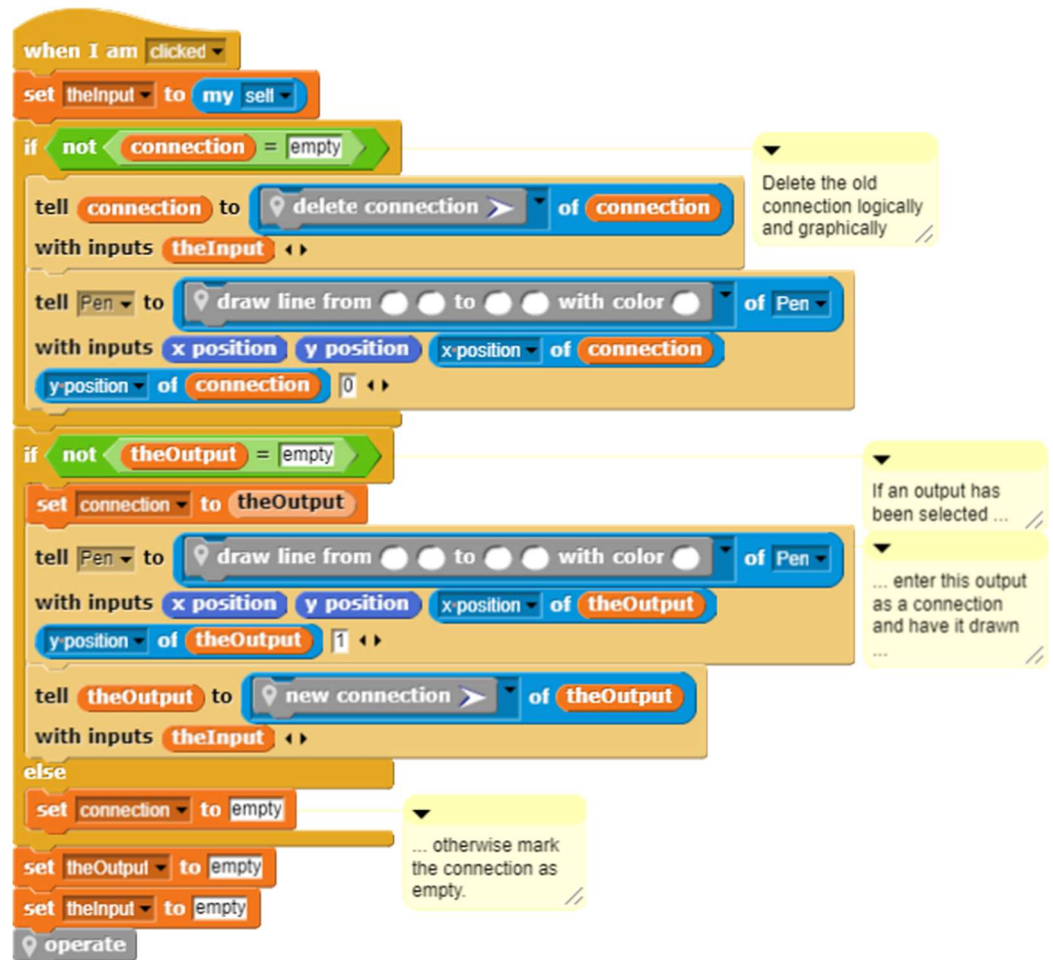 when I am clicked
set theInput to my self
if not connection = empty
Delete the old
connection logically
and graphically
tell connection to delete connection of connection
with inputs theInput
tell Pen to draw line from to with color of Pen
with inputs x position y position x position of connection
y position of connection 0
if not theOutput = empty
If an output has
been selected ...
set connection to theOutput
tell Pen to draw line from to with color of Pen
with inputs x position y position x position of theOutput
y position of theOutput 1
... enter this output
as a connection
and have it drawn
...
tell theOutput to new connection of theOutput
with inputs theInput
else
set connection to empty
... otherwise mark
the connection as
empty.
set theOutput to empty
set theInput to empty
operate